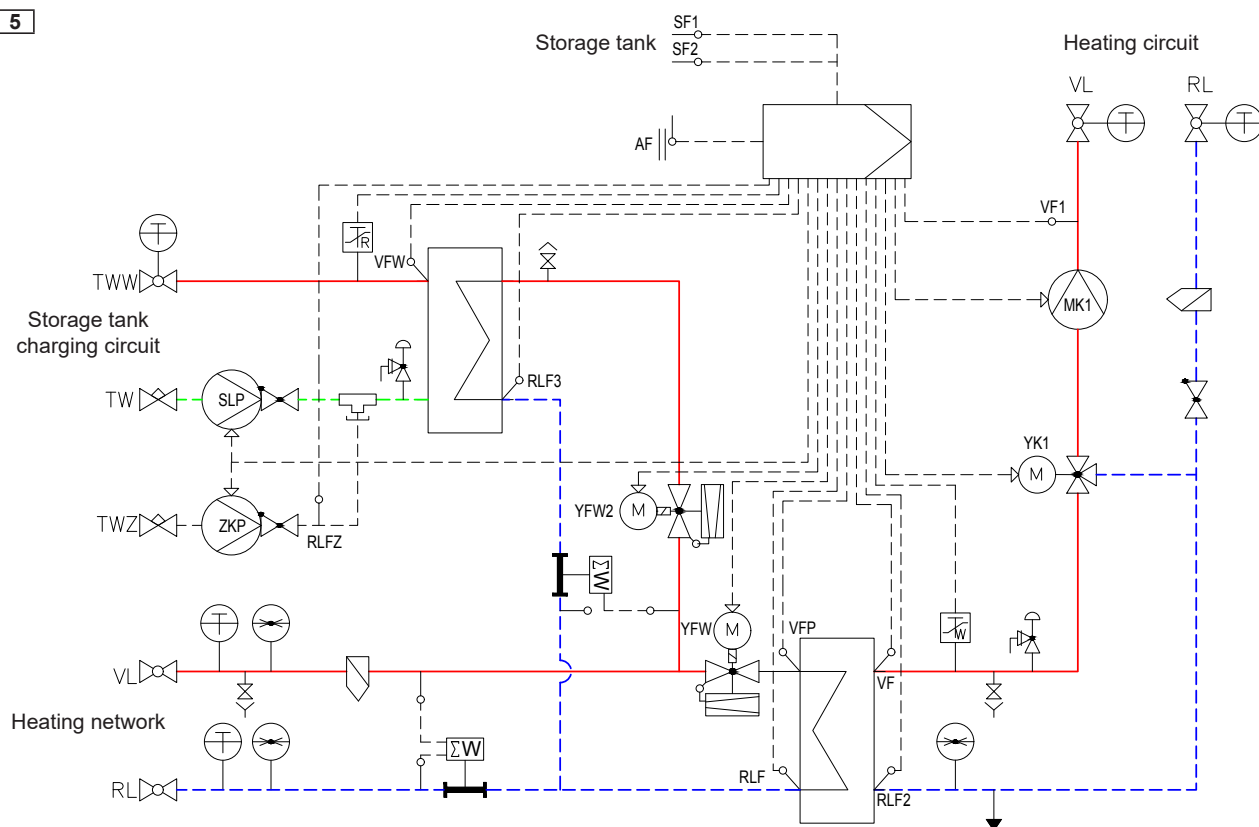 5
Storage tank
SF1
SF2
Heating circuit
VL
RL
T
T
AF
VF1
T
R
VFW
TWW
MK1
Storage tank
charging circuit
RLF3
TW
SLP
YK1
M
TWZ
ZKP
RLFZ
YFW2
M
ΣW
T
YFW
M
VFP
W
VL
VF
Heating network
T
ΣW
RLF
RLF2
RL